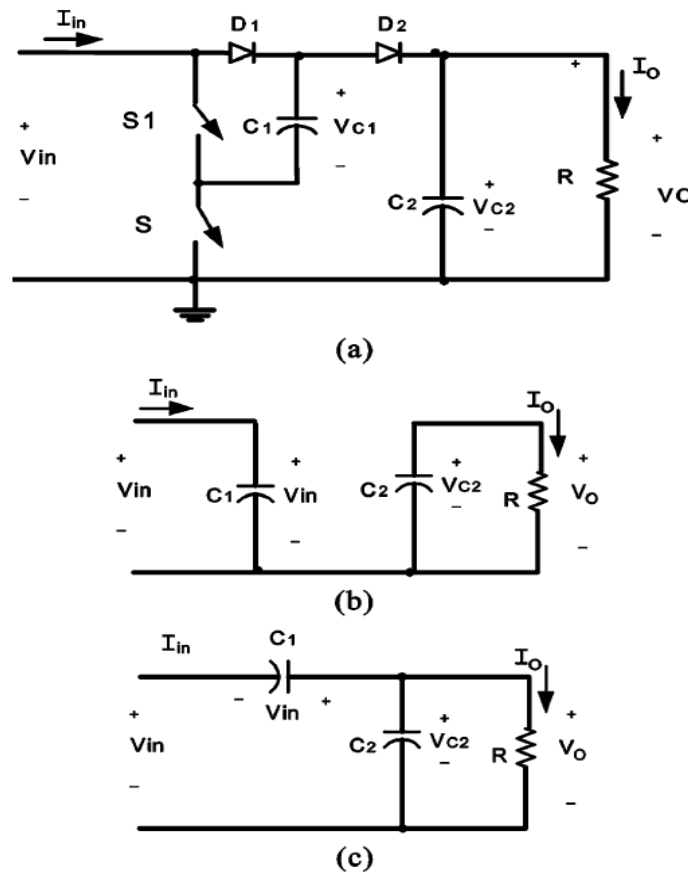 Iin
D1
D2
IO
+
S1
C1
+
VC1
–
+
Vin
–
S
C2
+
VC2
–
R
+
VO
–
(a)
Iin
IO
+
Vin
–
C1
+
Vin
–
C2
+
VC2
–
R
+
VO
–
(b)
Iin
C1
–
Vin
+
IO
+
Vin
–
C2
+
VC2
–
R
+
VO
–
(c)